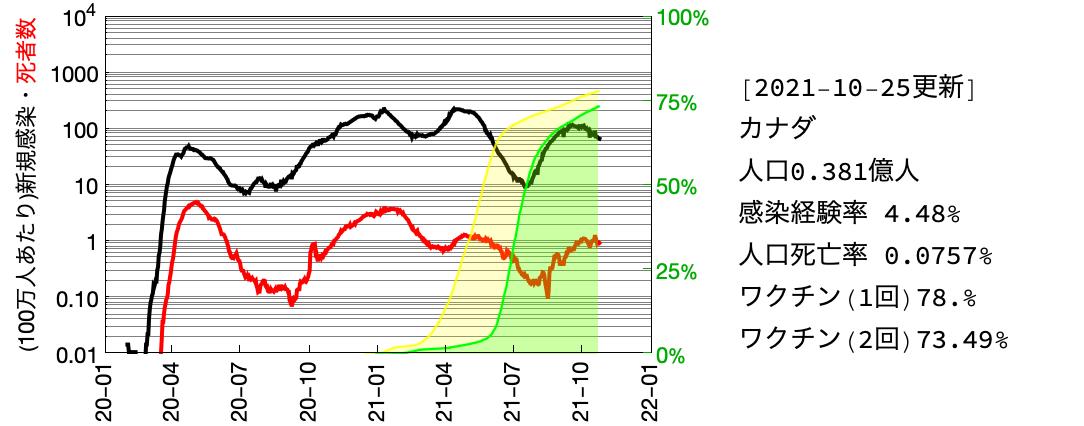 (100万人あたり)新規感染・死者数
10^4
1000
100
10
1
0.10
0.01
100%
75%
50%
25%
0%
20-01
20-04
20-07
20-10
21-01
21-04
21-07
21-10
22-01
[2021-10-25更新]
カナダ
人口0.381億人
感染経験率 4.48%
人口死亡率 0.0757%
ワクチン(1回)78.%
ワクチン(2回)73.49%